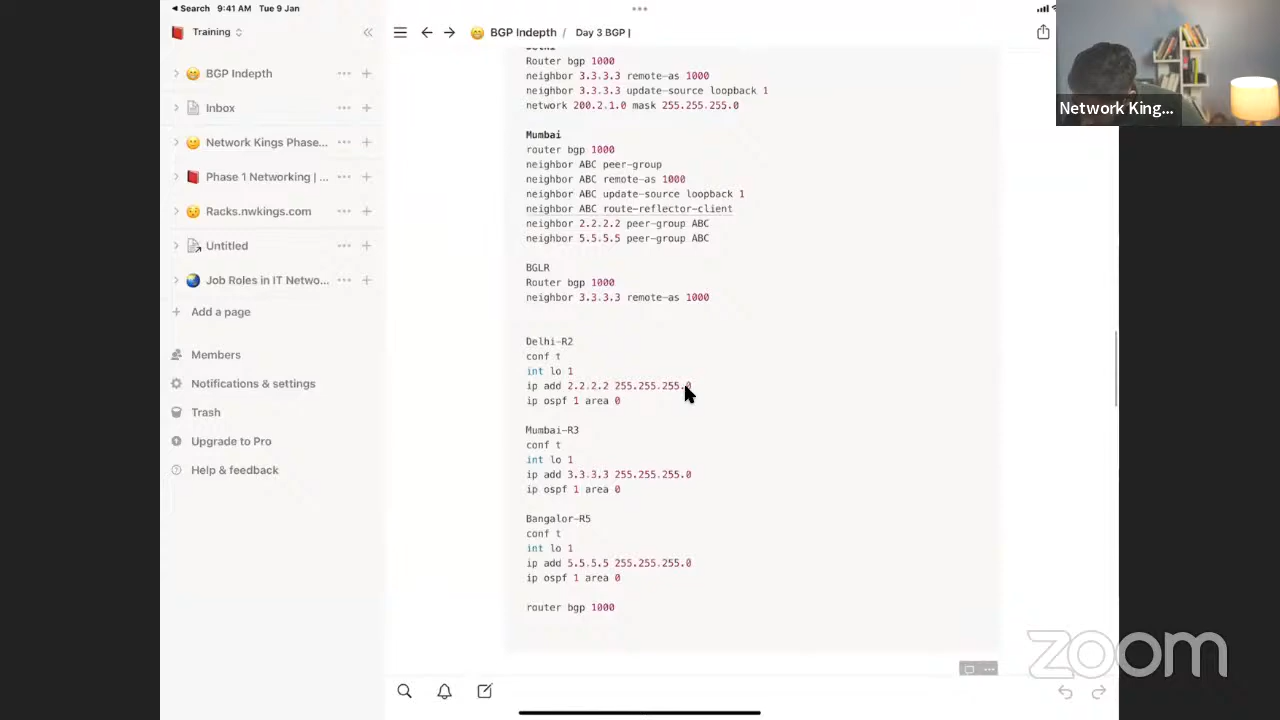 Search 9:41 AM Tue 9 Jan
Training
BGP Indepth / Day 3 BGP |
BGP Indepth
Inbox
Network Kings Phase...
Phase 1 Networking | ...
Racks.nwkings.com
Untitled
Job Roles in IT Netwo...
Add a page
Members
Notifications & settings
Trash
Upgrade to Pro
Help & feedback
Delhi
Router bgp 1000
neighbor 3.3.3.3 remote-as 1000
neighbor 3.3.3.3 update-source loopback 1
network 200.2.1.0 mask 255.255.255.0
Mumbai
router bgp 1000
neighbor ABC peer-group
neighbor ABC remote-as 1000
neighbor ABC update-source loopback 1
neighbor ABC route-reflector-client
neighbor 2.2.2.2 peer-group ABC
neighbor 5.5.5.5 peer-group ABC
BGLR
Router bgp 1000
neighbor 3.3.3.3 remote-as 1000
Delhi-R2
conf t
int lo 1
ip add 2.2.2.2 255.255.255.0
ip ospf 1 area 0
Mumbai-R3
conf t
int lo 1
ip add 3.3.3.3 255.255.255.0
ip ospf 1 area 0
Bangalor-R5
conf t
int lo 1
ip add 5.5.5.5 255.255.255.0
ip ospf 1 area 0
router bgp 1000
Network King...
zoom